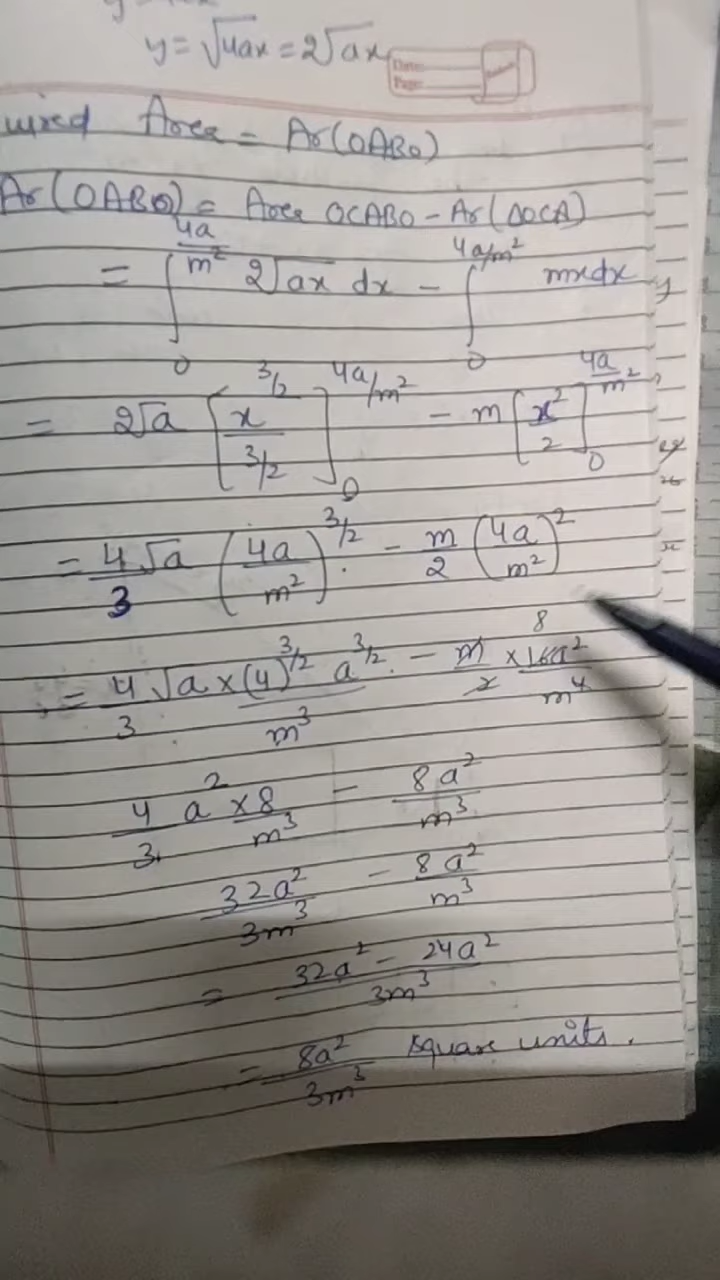 y = √4ax = 2√ax
Date:
Page:
Required Area = Ar(OABO)
Ar(OABO) = Area OCABO - Ar(ΔOCA)
= ∫₀^(4a/m²) 2√ax dx - ∫₀^(4a/m²) mxdx
= 2√a [x^(3/2) / (3/2)]₀^(4a/m²) - m [x²/2]₀^(4a/m²)
= 4√a/3 (4a/m²)^(3/2) - m/2 (4a/m²)²
= 4/3 √a × (4)^(3/2) a^(3/2) / m³ - m/2 × 16a²/m⁴ 8
4/3 a² × 8/m³ - 8a²/m³
32a²/3m³ - 8a²/m³
= (32a² - 24a²)/3m³
= 8a²/3m³ square units.